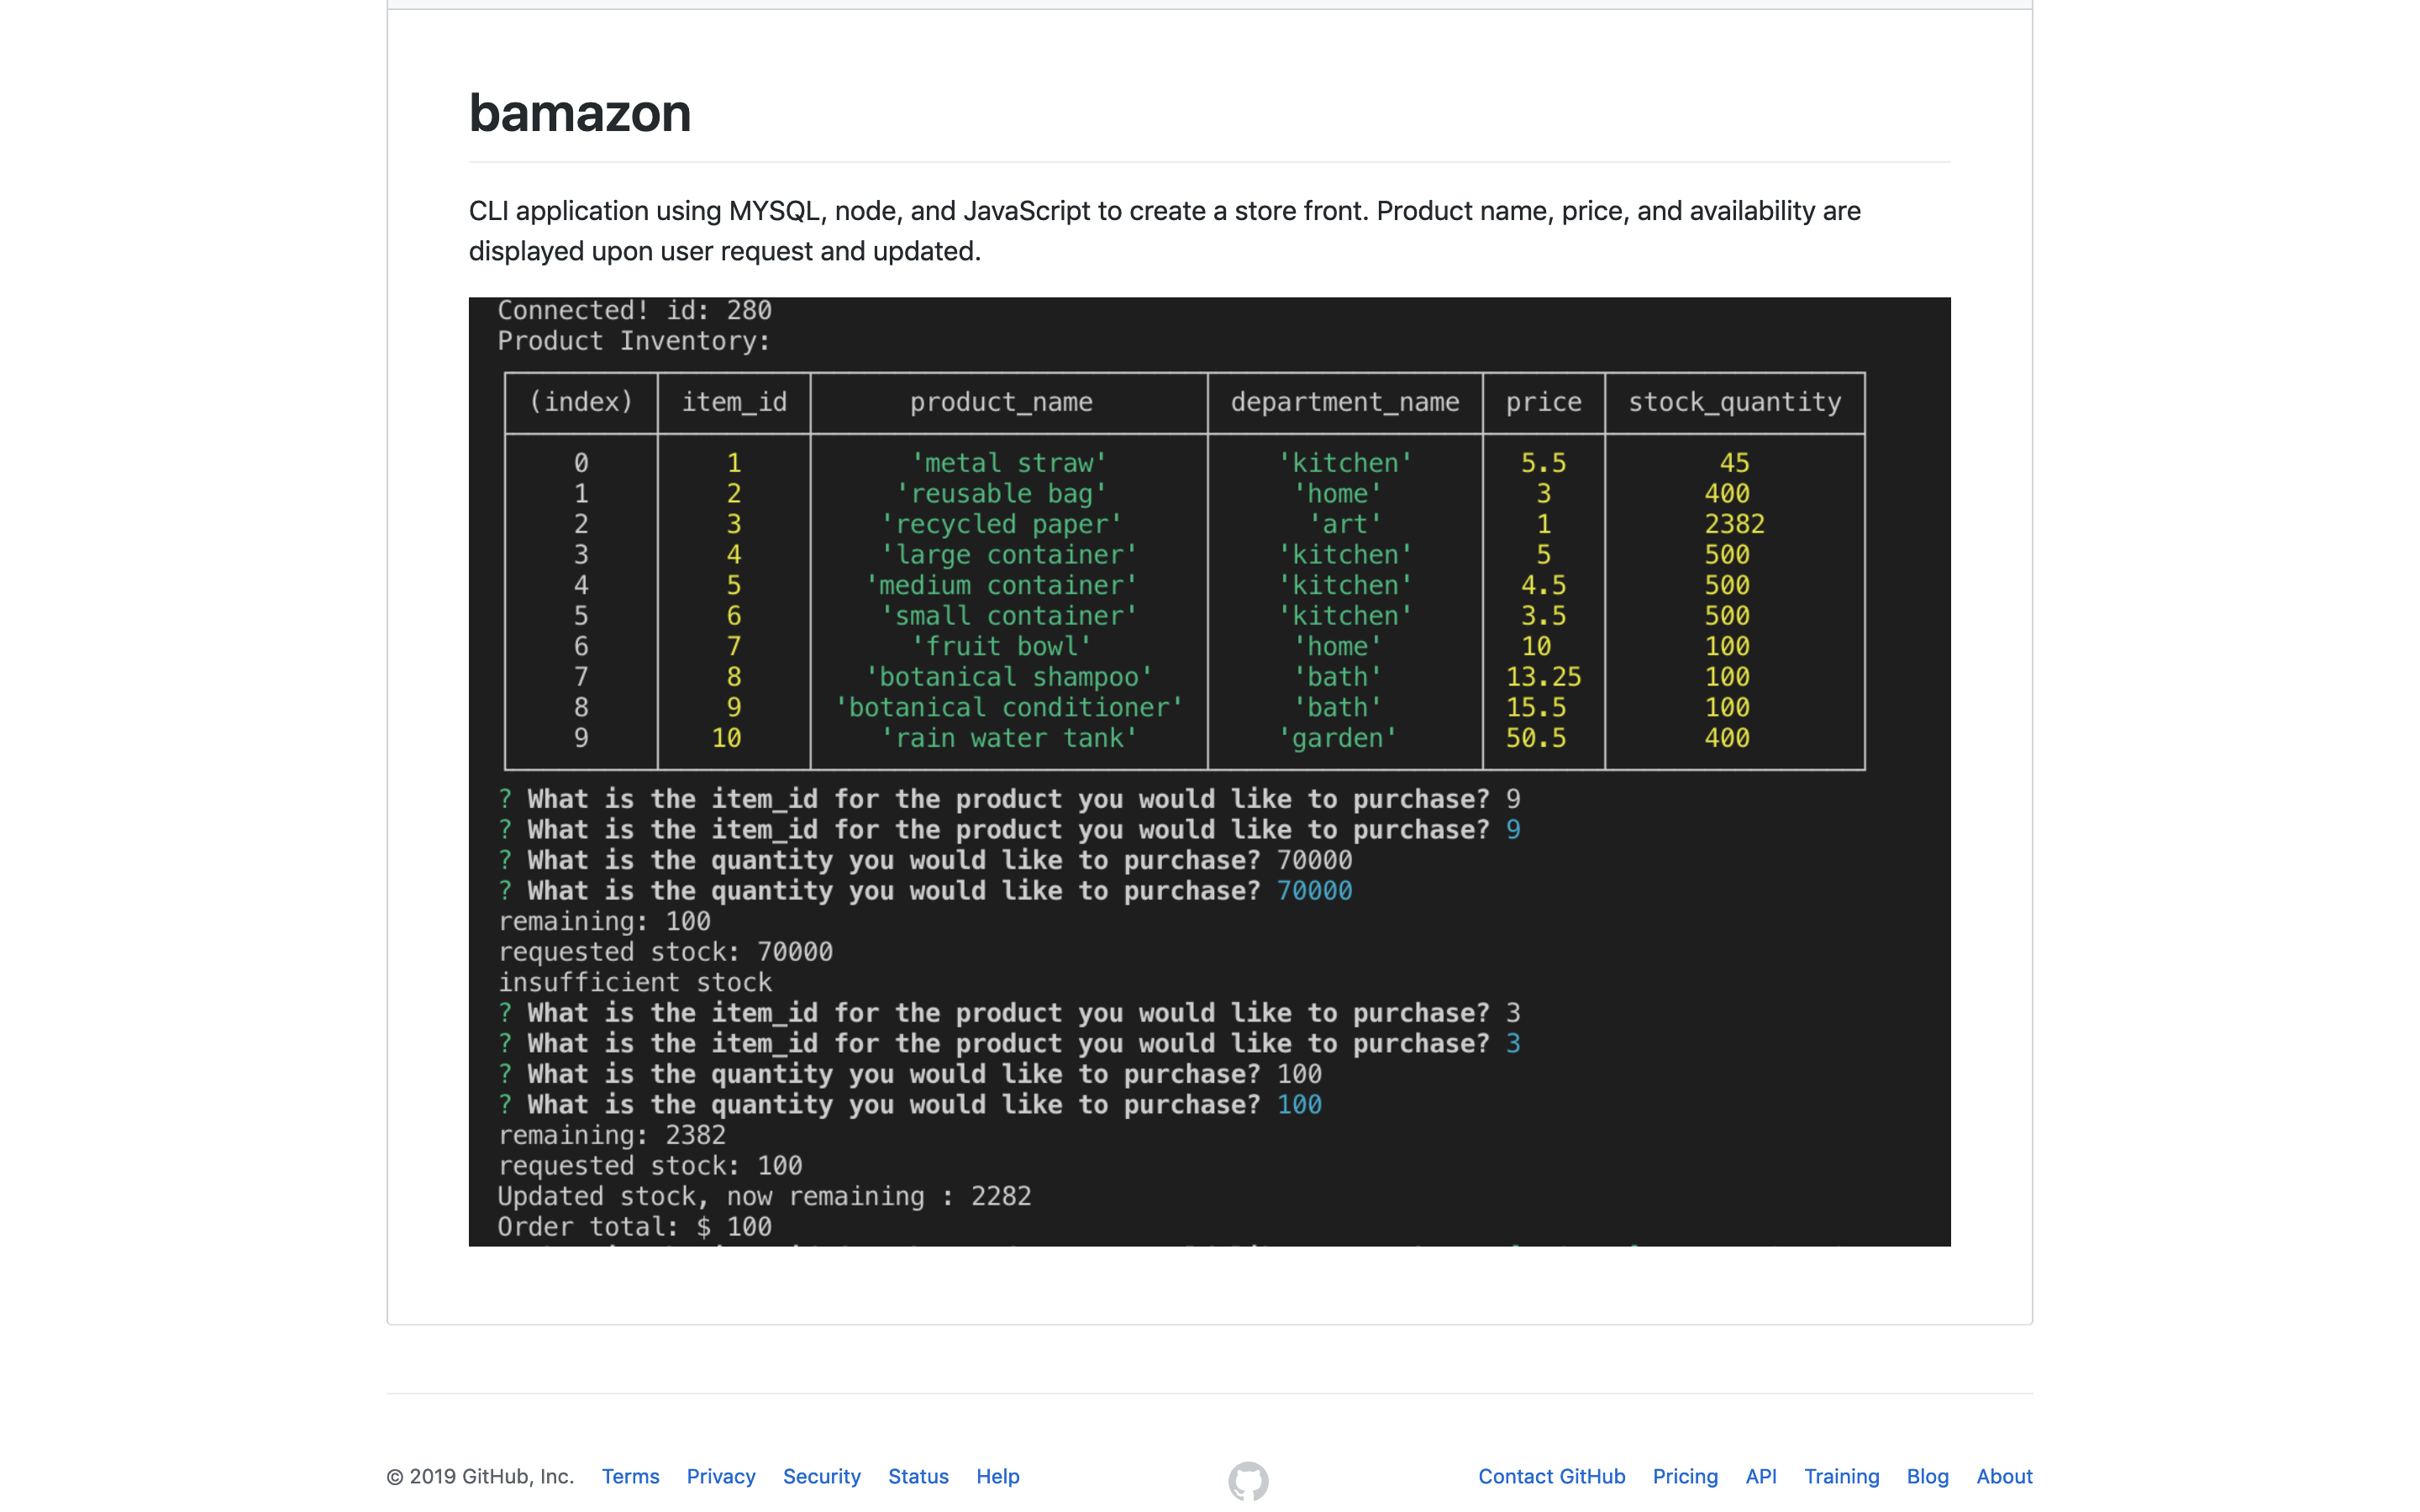 bamazon
CLI application using MYSQL, node, and JavaScript to create a store front. Product name, price, and availability are
displayed upon user request and updated.
Connected! id: 280
Product Inventory:
(index) item_id product_name department_name price stock_quantity
0 1 'metal straw' 'kitchen' 5.5 45
1 2 'reusable bag' 'home' 3 400
2 3 'recycled paper' 'art' 1 2382
3 4 'large container' 'kitchen' 5 500
4 5 'medium container' 'kitchen' 4.5 500
5 6 'small container' 'kitchen' 3.5 500
6 7 'fruit bowl' 'home' 10 100
7 8 'botanical shampoo' 'bath' 13.25 100
8 9 'botanical conditioner' 'bath' 15.5 100
9 10 'rain water tank' 'garden' 50.5 400
? What is the item_id for the product you would like to purchase? 9
? What is the item_id for the product you would like to purchase? 9
? What is the quantity you would like to purchase? 70000
? What is the quantity you would like to purchase? 70000
remaining: 100
requested stock: 70000
insufficient stock
? What is the item_id for the product you would like to purchase? 3
? What is the item_id for the product you would like to purchase? 3
? What is the quantity you would like to purchase? 100
? What is the quantity you would like to purchase? 100
remaining: 2382
requested stock: 100
Updated stock, now remaining : 2282
Order total: $ 100
© 2019 GitHub, Inc. Terms Privacy Security Status Help Contact GitHub Pricing API Training Blog About